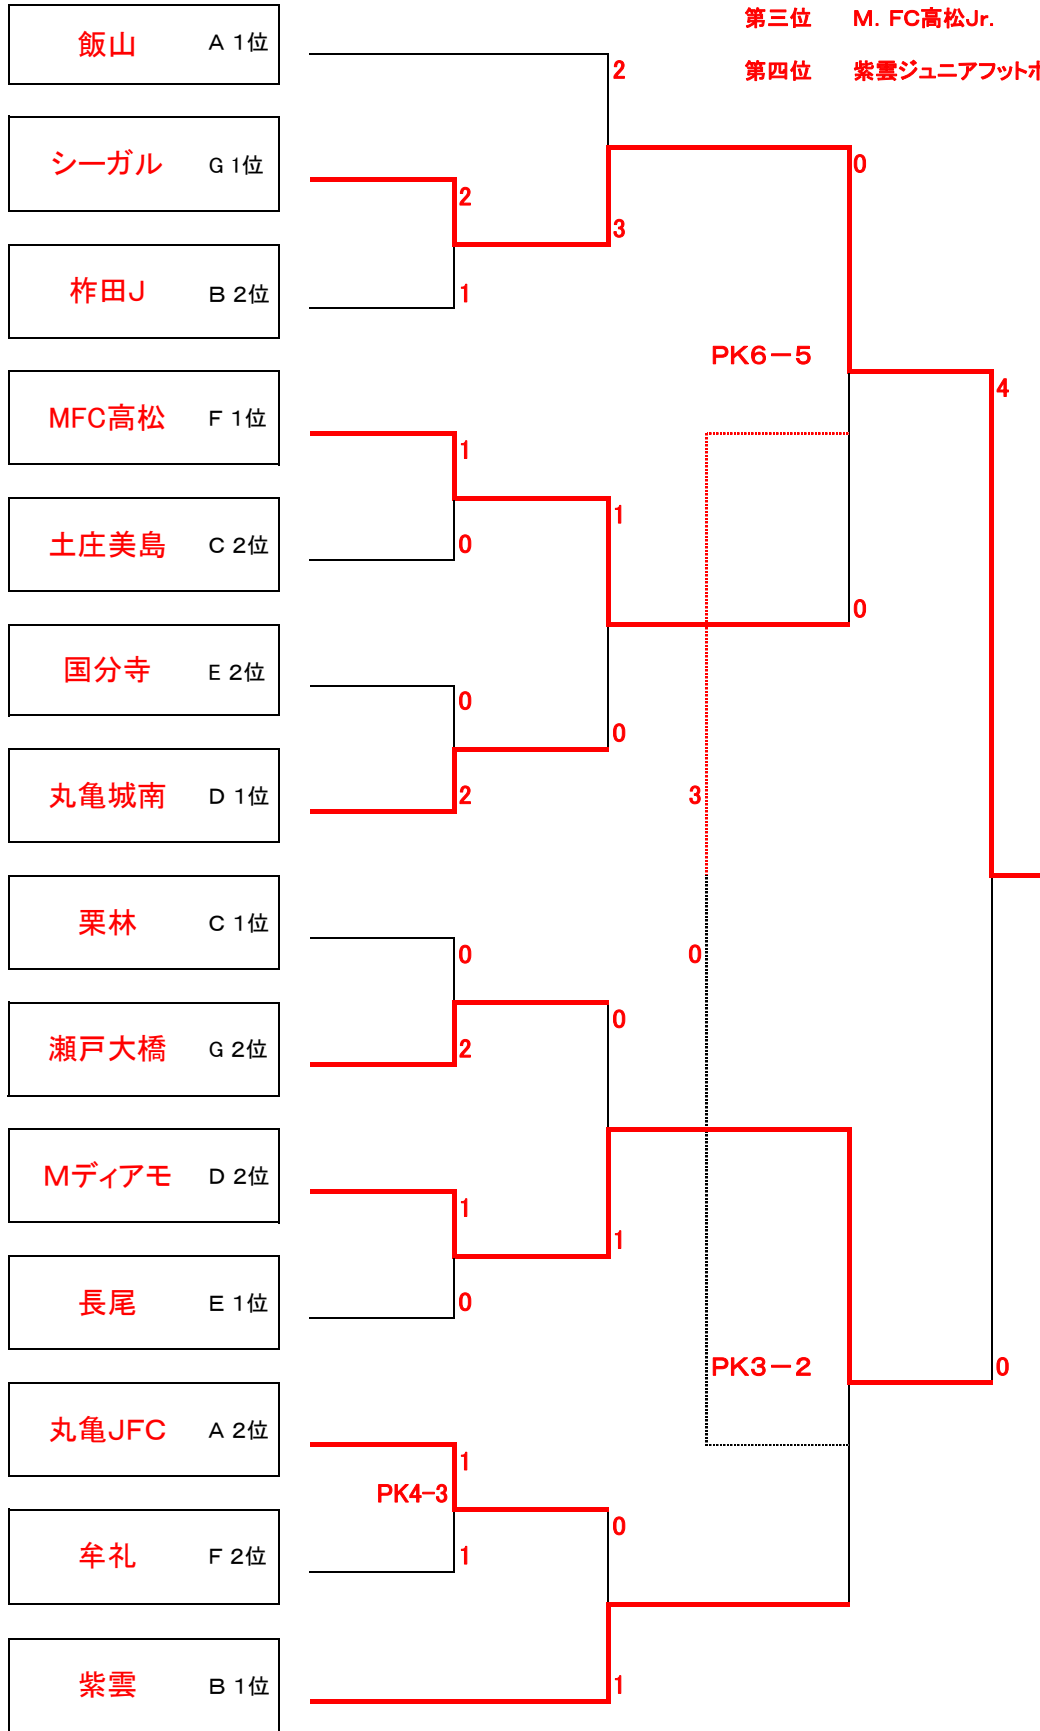 第三位 M．FC高松Jr.
第四位 紫雲ジュニアフットボ
飯山 A 1位
2
シーガル G 1位
0
2
3
柞田J B 2位
1
PK6－5
MFC高松 F 1位
4
1
1
土庄美島 C 2位
0
0
国分寺 E 2位
0
0
丸亀城南 D 1位
2
3
栗林 C 1位
0
0
0
瀬戸大橋 G 2位
2
Mディアモ D 2位
1
1
長尾 E 1位
0
PK3－2
0
丸亀JFC A 2位
1
PK4-3
0
牟礼 F 2位
1
紫雲 B 1位
1